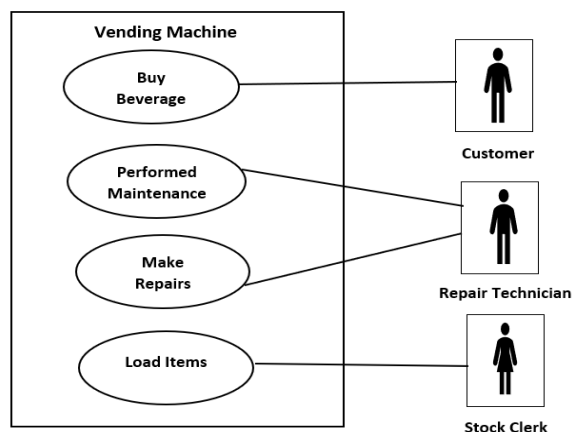 Vending Machine
Buy
Beverage
Customer
Performed
Maintenance
Make
Repairs
Repair Technician
Load Items
Stock Clerk